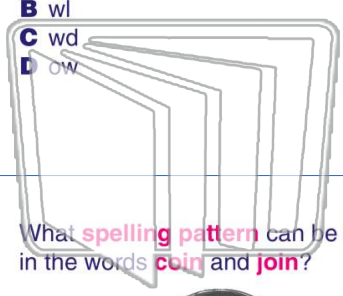 B wl
C wd
D ow
What spelling pattern can be
in the words coin and join?